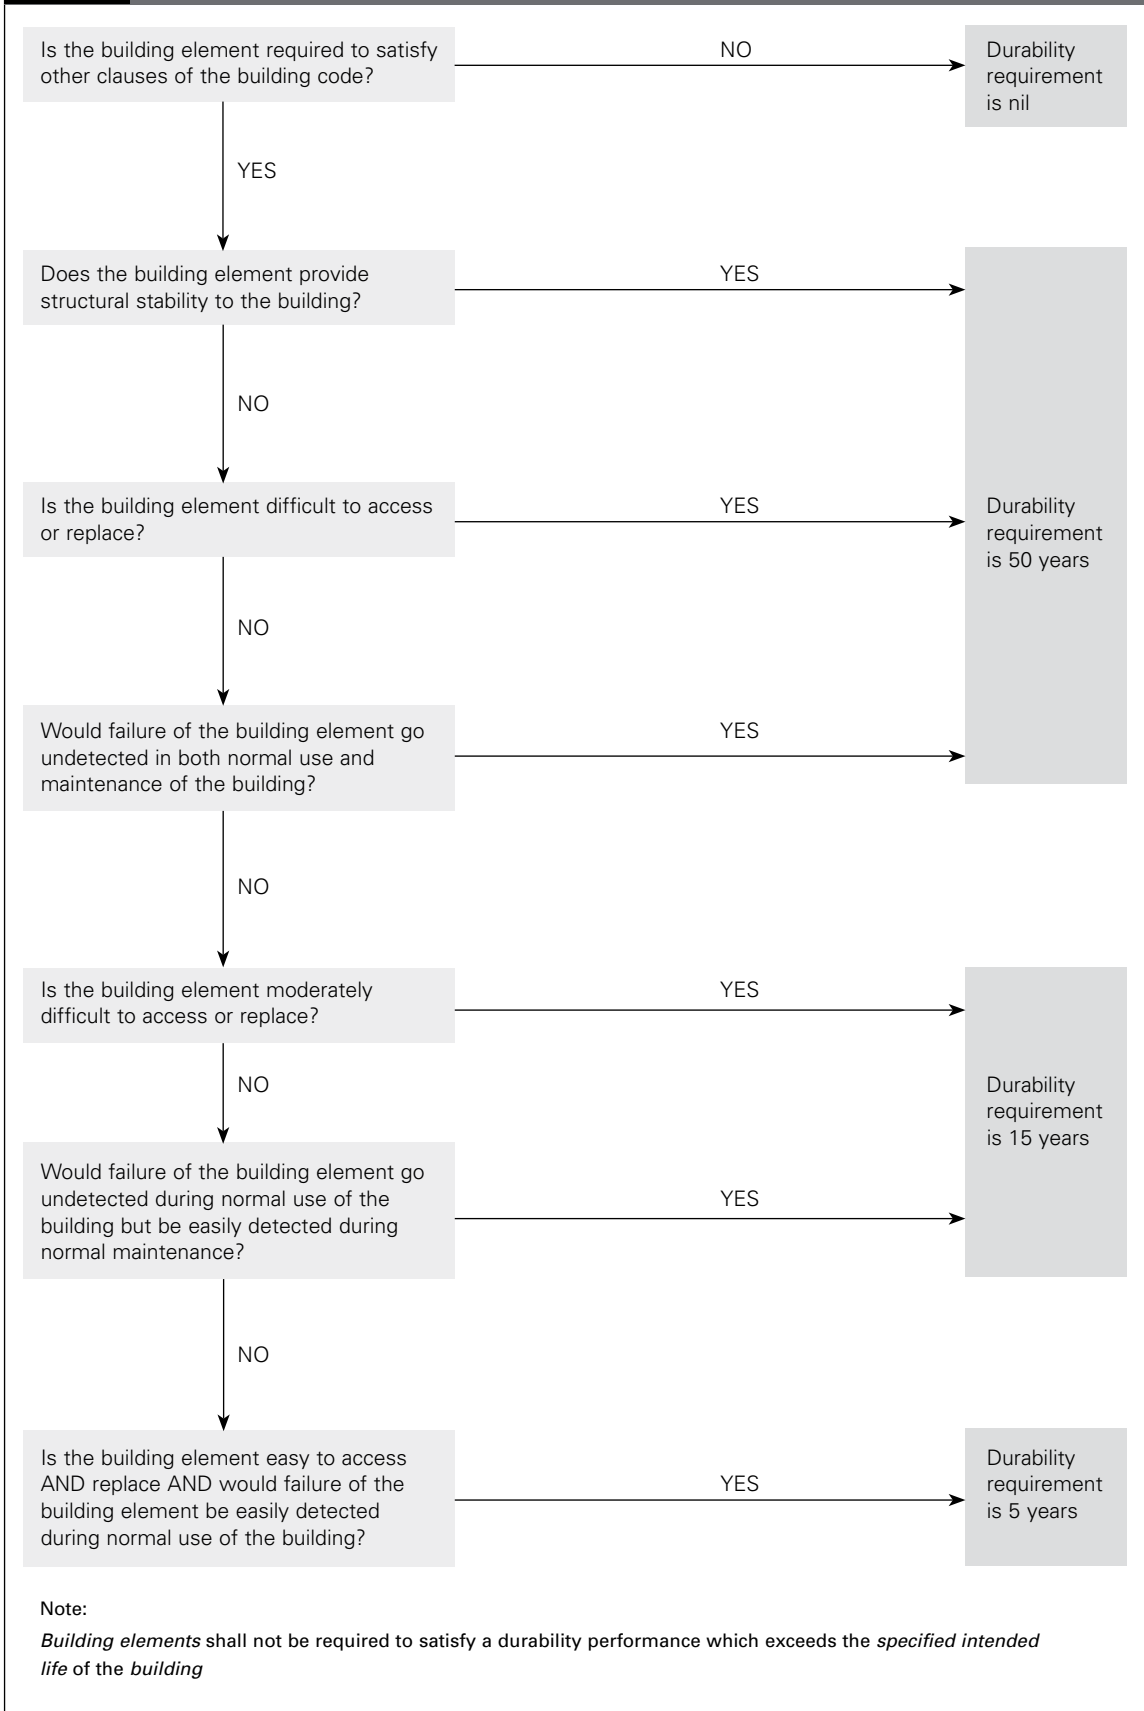 Is the building element required to satisfy
other clauses of the building code?
NO
Durability
requirement
is nil
YES
Does the building element provide
structural stability to the building?
YES
NO
Is the building element difficult to access
or replace?
YES
Durability
requirement
is 50 years
NO
Would failure of the building element go
undetected in both normal use and
maintenance of the building?
YES
NO
Is the building element moderately
difficult to access or replace?
YES
NO
Durability
requirement
is 15 years
Would failure of the building element go
undetected during normal use of the
building but be easily detected during
normal maintenance?
YES
NO
Is the building element easy to access
AND replace AND would failure of the
building element be easily detected
during normal use of the building?
YES
Durability
requirement
is 5 years
Note:
Building elements shall not be required to satisfy a durability performance which exceeds the specified intended
life of the building